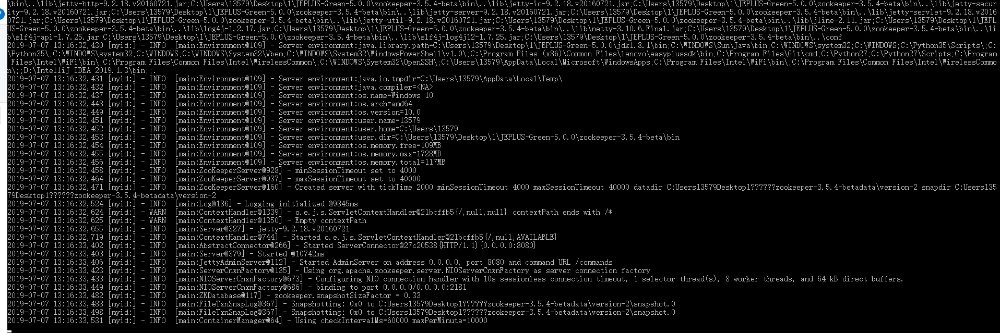 \bin\..\lib\jetty-http-9.2.18.v20160721.jar;C:\Users\13579\Desktop\1\JEPLUS-Green-5.0.0\zookeeper-3.5.4-beta\bin\..\lib\jetty-io-9.2.18.v20160721.jar;C:\Users\13579\Desktop\1\JEPLUS-Green-5.0.0\zookeeper-3.5.4-beta\bin\..\lib\jetty-secur
ity-9.2.18.v20160721.jar;C:\Users\13579\Desktop\1\JEPLUS-Green-5.0.0\zookeeper-3.5.4-beta\bin\..\lib\jetty-server-9.2.18.v20160721.jar;C:\Users\13579\Desktop\1\JEPLUS-Green-5.0.0\zookeeper-3.5.4-beta\bin\..\lib\jetty-servlet-9.2.18.v2016
0721.jar;C:\Users\13579\Desktop\1\JEPLUS-Green-5.0.0\zookeeper-3.5.4-beta\bin\..\lib\jetty-util-9.2.18.v20160721.jar;C:\Users\13579\Desktop\1\JEPLUS-Green-5.0.0\zookeeper-3.5.4-beta\bin\..\lib\jline-2.11.jar;C:\Users\13579\Desktop\1\JEPL
US-Green-5.0.0\zookeeper-3.5.4-beta\bin\..\lib\log4j-1.2.17.jar;C:\Users\13579\Desktop\1\JEPLUS-Green-5.0.0\zookeeper-3.5.4-beta\bin\..\lib\netty-3.10.6.Final.jar;C:\Users\13579\Desktop\1\JEPLUS-Green-5.0.0\zookeeper-3.5.4-beta\bin\..\li
b\slf4j-api-1.7.25.jar;C:\Users\13579\Desktop\1\JEPLUS-Green-5.0.0\zookeeper-3.5.4-beta\bin\..\lib\slf4j-log4j12-1.7.25.jar;C:\Users\13579\Desktop\1\JEPLUS-Green-5.0.0\zookeeper-3.5.4-beta\bin\..\conf
2019-07-07 13:16:32,430 [myid:] - INFO  [main:Environment@109] - Server environment:java.library.path=C:\Users\13579\Desktop\1\JEPLUS-Green-5.0.0\jdk1.8.1\bin;C:\WINDOWS\Sun\Java\bin;C:\WINDOWS\system32;C:\WINDOWS;C:\Python35\Scripts\;C:
\Python35\;C:\WINDOWS\system32;C:\WINDOWS;C:\WINDOWS\System32\Wbem;C:\WINDOWS\System32\WindowsPowerShell\v1.0\;C:\Program Files (x86)\Common Files\lenovo\easyplussdk\bin;C:\Program Files\Git\cmd;C:\Python27;C:\Python27\Scripts;C:\Program
 Files\Intel\WiFi\bin\;C:\Program Files\Common Files\Intel\WirelessCommon\;C:\WINDOWS\System32\OpenSSH\;C:\Users\13579\AppData\Local\Microsoft\WindowsApps;C:\Program Files\Intel\WiFi\bin\;C:\Program Files\Common Files\Intel\WirelessCommo
n\;;D:\IntelliJ IDEA 2019.1.3\bin;;.
2019-07-07 13:16:32,431 [myid:] - INFO  [main:Environment@109] - Server environment:java.io.tmpdir=C:\Users\13579\AppData\Local\Temp\
2019-07-07 13:16:32,432 [myid:] - INFO  [main:Environment@109] - Server environment:java.compiler=<NA>
2019-07-07 13:16:32,437 [myid:] - INFO  [main:Environment@109] - Server environment:os.name=Windows 10
2019-07-07 13:16:32,448 [myid:] - INFO  [main:Environment@109] - Server environment:os.arch=amd64
2019-07-07 13:16:32,449 [myid:] - INFO  [main:Environment@109] - Server environment:os.version=10.0
2019-07-07 13:16:32,451 [myid:] - INFO  [main:Environment@109] - Server environment:user.name=13579
2019-07-07 13:16:32,452 [myid:] - INFO  [main:Environment@109] - Server environment:user.home=C:\Users\13579
2019-07-07 13:16:32,453 [myid:] - INFO  [main:Environment@109] - Server environment:user.dir=C:\Users\13579\Desktop\1\JEPLUS-Green-5.0.0\zookeeper-3.5.4-beta\bin
2019-07-07 13:16:32,454 [myid:] - INFO  [main:Environment@109] - Server environment:os.memory.free=109MB
2019-07-07 13:16:32,455 [myid:] - INFO  [main:Environment@109] - Server environment:os.memory.max=1728MB
2019-07-07 13:16:32,456 [myid:] - INFO  [main:Environment@109] - Server environment:os.memory.total=117MB
2019-07-07 13:16:32,458 [myid:] - INFO  [main:ZooKeeperServer@928] - minSessionTimeout set to 4000
2019-07-07 13:16:32,464 [myid:] - INFO  [main:ZooKeeperServer@937] - maxSessionTimeout set to 40000
2019-07-07 13:16:32,471 [myid:] - INFO  [main:ZooKeeperServer@160] - Created server with tickTime 2000 minSessionTimeout 4000 maxSessionTimeout 40000 datadir C:Users13579Desktop1??????zookeeper-3.5.4-betadata\version-2 snapdir C:Users135
79Desktop1??????zookeeper-3.5.4-betadata\version-2
2019-07-07 13:16:32,524 [myid:] - INFO  [main:Log@186] - Logging initialized @9845ms
2019-07-07 13:16:32,624 [myid:] - WARN  [main:ContextHandler@1339] - o.e.j.s.ServletContextHandler@21bcffb5{/,null,null} contextPath ends with /*
2019-07-07 13:16:32,625 [myid:] - WARN  [main:ContextHandler@1350] - Empty contextPath
2019-07-07 13:16:32,655 [myid:] - INFO  [main:Server@327] - jetty-9.2.18.v20160721
2019-07-07 13:16:32,719 [myid:] - INFO  [main:ContextHandler@744] - Started o.e.j.s.ServletContextHandler@21bcffb5{/,null,AVAILABLE}
2019-07-07 13:16:33,402 [myid:] - INFO  [main:AbstractConnector@266] - Started ServerConnector@27c20538{HTTP/1.1}{0.0.0.0:8080}
2019-07-07 13:16:33,403 [myid:] - INFO  [main:Server@379] - Started @10742ms
2019-07-07 13:16:33,406 [myid:] - INFO  [main:JettyAdminServer@112] - Started AdminServer on address 0.0.0.0, port 8080 and command URL /commands
2019-07-07 13:16:33,423 [myid:] - INFO  [main:ServerCnxnFactory@135] - Using org.apache.zookeeper.server.NIOServerCnxnFactory as server connection factory
2019-07-07 13:16:33,433 [myid:] - INFO  [main:NIOServerCnxnFactory@673] - Configuring NIO connection handler with 10s sessionless connection timeout, 1 selector thread(s), 8 worker threads, and 64 kB direct buffers.
2019-07-07 13:16:33,449 [myid:] - INFO  [main:NIOServerCnxnFactory@686] - binding to port 0.0.0.0/0.0.0.0:2181
2019-07-07 13:16:33,482 [myid:] - INFO  [main:ZKDatabase@117] - zookeeper.snapshotSizeFactor = 0.33
2019-07-07 13:16:33,488 [myid:] - INFO  [main:FileTxnSnapLog@367] - Snapshotting: 0x0 to C:Users13579Desktop1??????zookeeper-3.5.4-betadata\version-2\snapshot.0
2019-07-07 13:16:33,498 [myid:] - INFO  [main:FileTxnSnapLog@367] - Snapshotting: 0x0 to C:Users13579Desktop1??????zookeeper-3.5.4-betadata\version-2\snapshot.0
2019-07-07 13:16:33,531 [myid:] - INFO  [main:ContainerManager@64] - Using checkIntervalMs=60000 maxPerMinute=10000